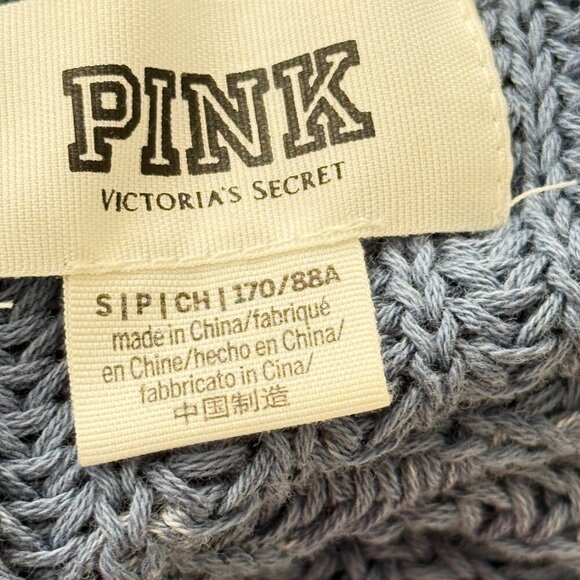 PINK
VICTORIA'S SECRET
S|P|CH|170/88A
made in China/fabriqué
en Chine/hecho en China/
fabbricato in Cina/
中国制造